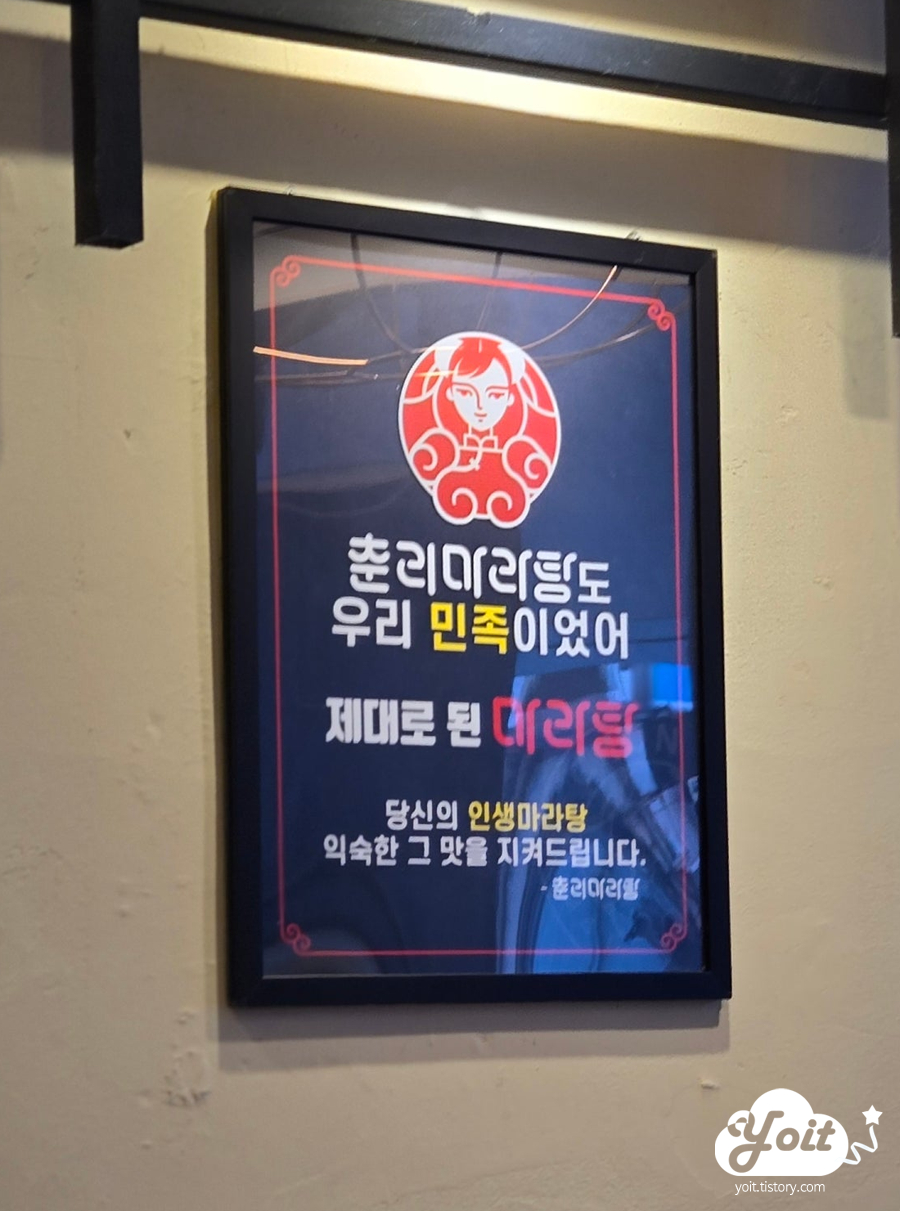 춘리마라탕도
우리 민족이었어
제대로 된 마라탕
당신의 인생마라탕
익숙한 그 맛을 지켜드립니다.
- 춘리마라탕
Yoit
yoit.tistory.com